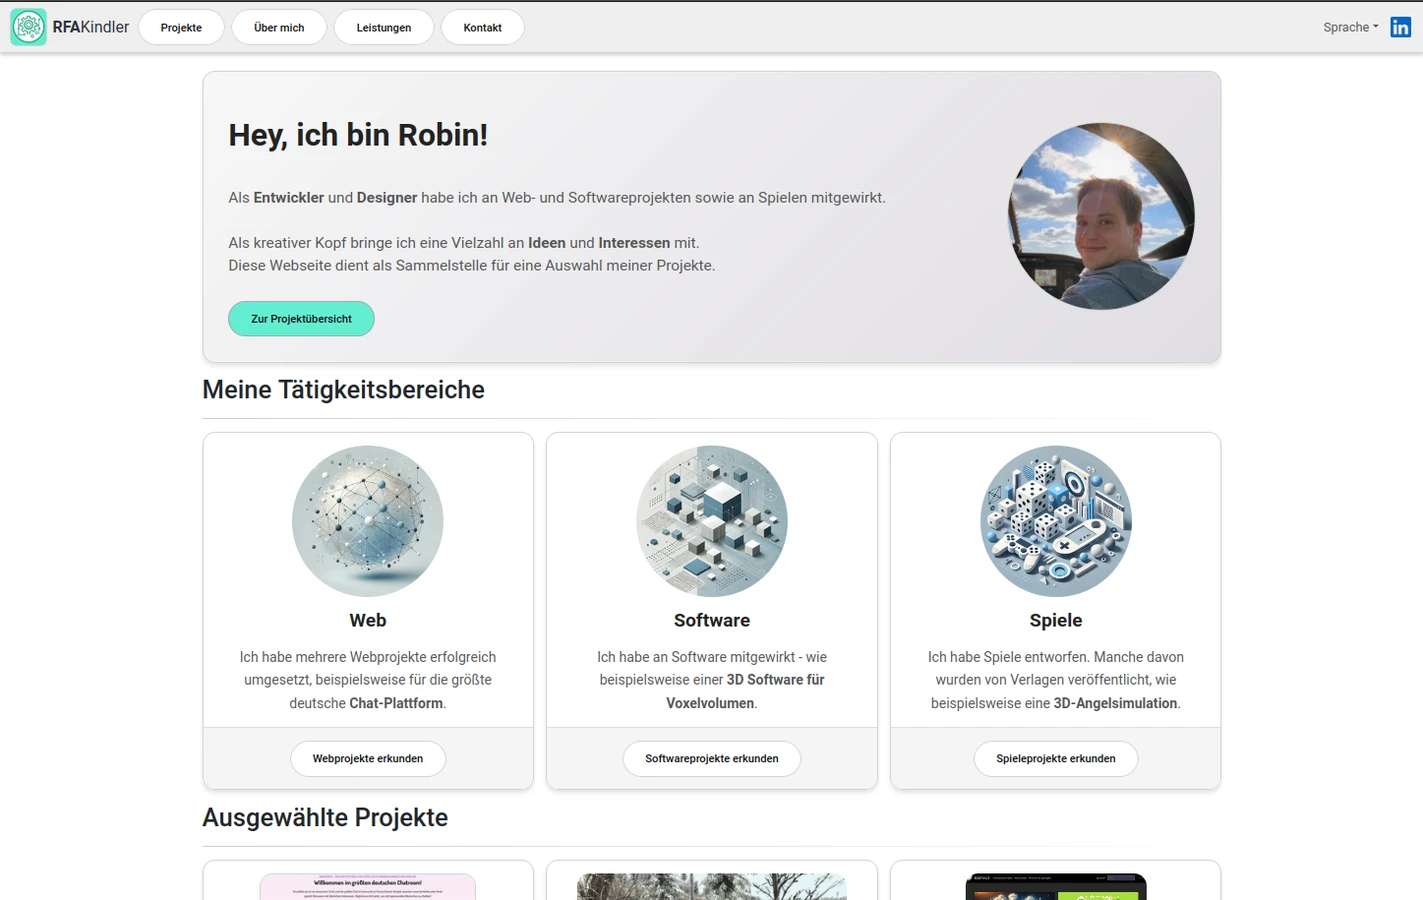 RFAKindler
Projekte
Über mich
Leistungen
Kontakt
Sprache
Hey, ich bin Robin!
Als Entwickler und Designer habe ich an Web- und Softwareprojekten sowie an Spielen mitgewirkt.
Als kreativer Kopf bringe ich eine Vielzahl an Ideen und Interessen mit.
Diese Webseite dient als Sammelstelle für eine Auswahl meiner Projekte.
Zur Projektübersicht
Meine Tätigkeitsbereiche
Web
Ich habe mehrere Webprojekte erfolgreich
umgesetzt, beispielsweise für die größte
deutsche Chat-Plattform.
Webprojekte erkunden
Software
Ich habe an Software mitgewirkt - wie
beispielsweise einer 3D Software für
Voxelvolumen.
Softwareprojekte erkunden
Spiele
Ich habe Spiele entworfen. Manche davon
wurden von Verlagen veröffentlicht, wie
beispielsweise eine 3D-Angelsimulation.
Spieleprojekte erkunden
Ausgewählte Projekte
Willkommen im größten deutschen Chatroom!